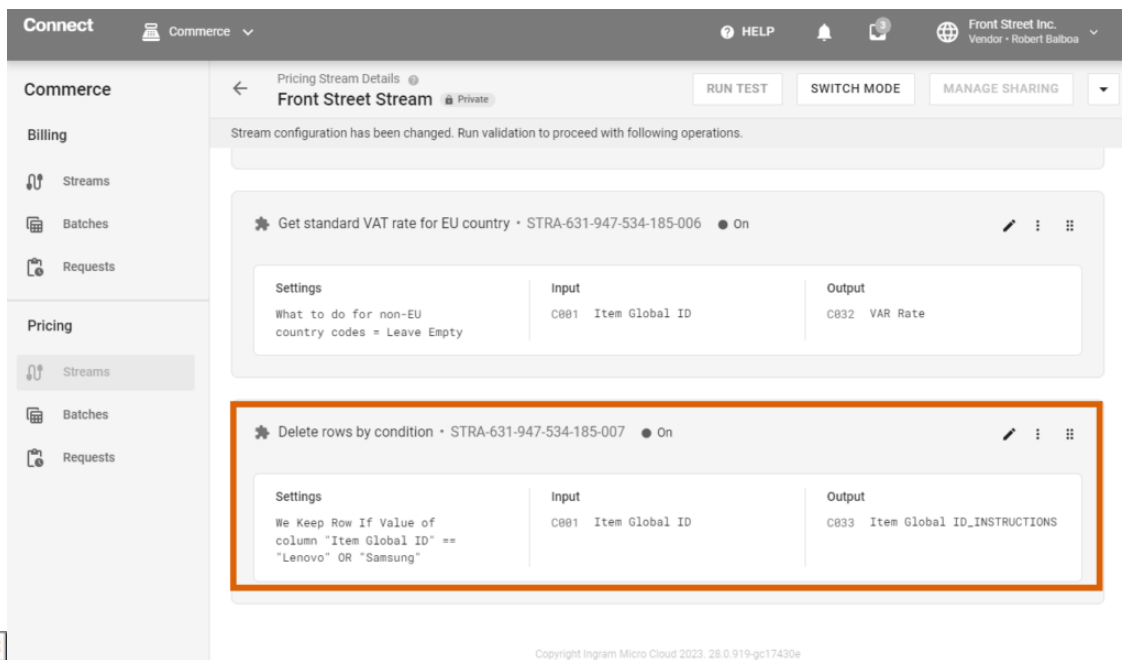 Connect
Commerce
HELP
3
Front Street Inc.
Vendor • Robert Balboa
Commerce
Billing
Streams
Batches
Requests
Pricing
Streams
Batches
Requests
Pricing Stream Details
Front Street Stream Private
RUN TEST
SWITCH MODE
MANAGE SHARING
Stream configuration has been changed. Run validation to proceed with following operations.
Get standard VAT rate for EU country • STRA-631-947-534-185-006 On
Settings
What to do for non-EU
country codes = Leave Empty
Input
C001 Item Global ID
Output
C032 VAR Rate
Delete rows by condition • STRA-631-947-534-185-007 On
Settings
We Keep Row If Value of
column "Item Global ID" ==
"Lenovo" OR "Samsung"
Input
C001 Item Global ID
Output
C033 Item Global ID_INSTRUCTIONS
Copyright Ingram Micro Cloud 2023. 28.0.919-gc17430e